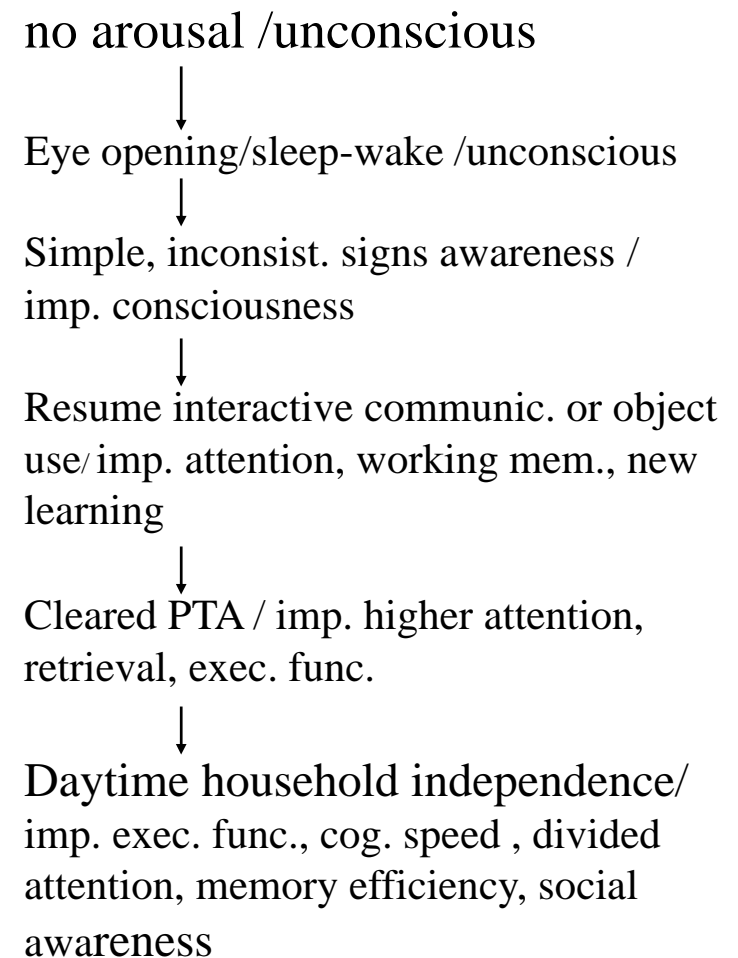 no arousal /unconscious
Eye opening/sleep-wake /unconscious
Simple, inconsist. signs awareness /
imp. consciousness
Resume interactive communic. or object
use/ imp. attention, working mem., new
learning
Cleared PTA / imp. higher attention,
retrieval, exec. func.
Daytime household independence/
imp. exec. func., cog. speed , divided
attention, memory efficiency, social
awareness